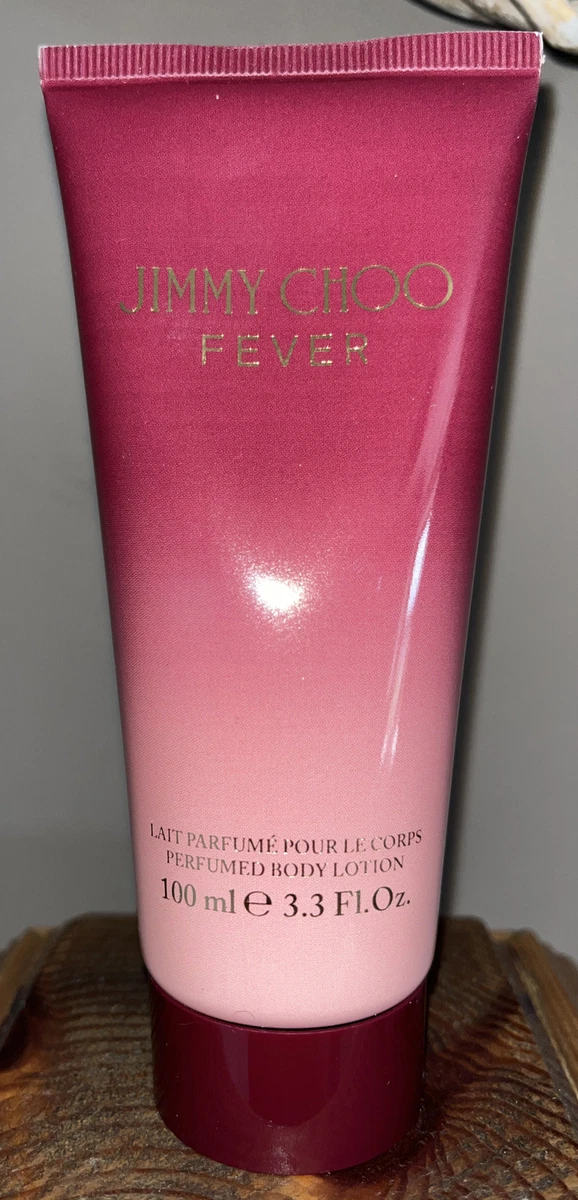 JIMMY CHOO
FEVER
LAIT PARFUMÉ POUR LE CORPS
PERFUMED BODY LOTION
100 ml ℮ 3.3 Fl.Oz.